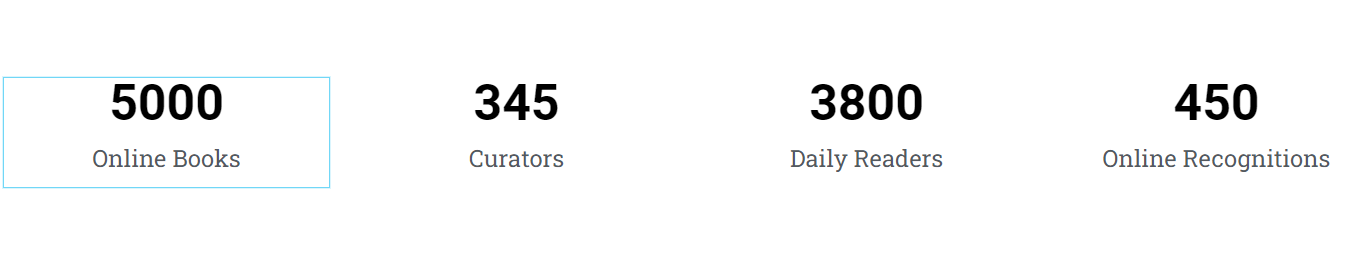 5000
Online Books
345
Curators
3800
Daily Readers
450
Online Recognitions